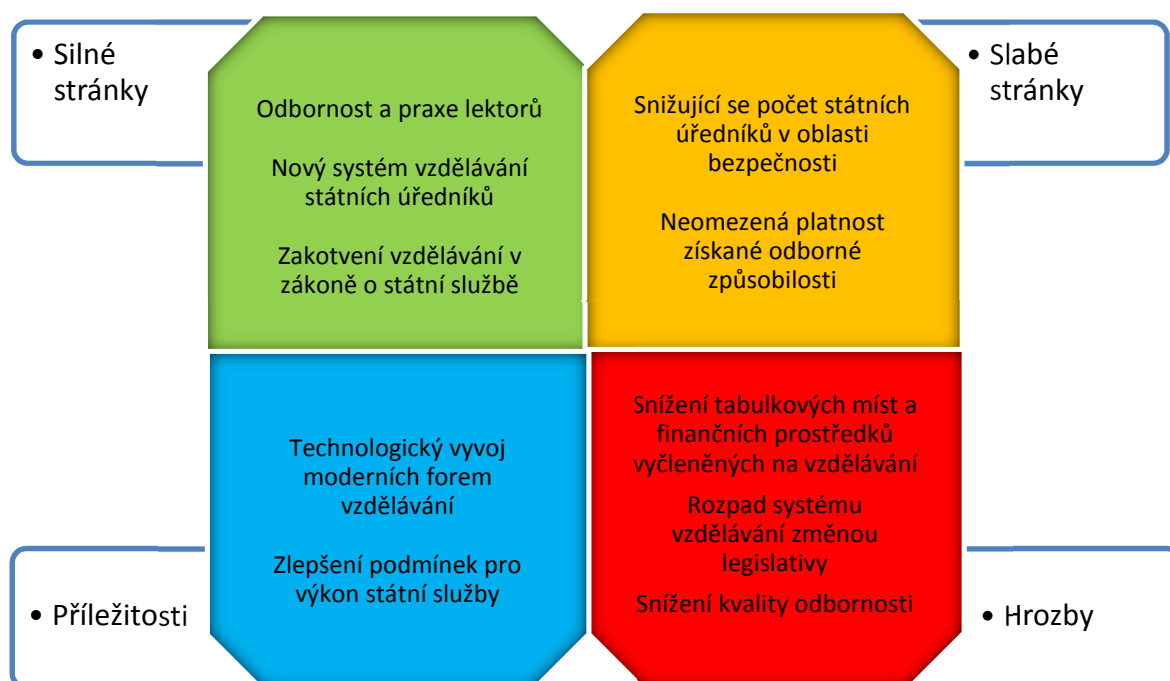 • Silné
stránky
Odbornost a praxe lektorů
Nový systém vzdělávání
státních úředníků
Zakotvení vzdělávání v
zákoně o státní službě
Snižující se počet státních
úředníků v oblasti
bezpečnosti
Neomezená platnost
získané odborné
způsobilosti
• Slabé
stránky
• Příležitosti
Technologický vyvoj
moderních forem
vzdělávání
Zlepšení podmínek pro
výkon státní služby
Snížení tabulkových míst a
finančních prostředků
vyčleněných na vzdělávání
Rozpad systému
vzdělávání změnou
legislativy
Snížení kvality odbornosti
• Hrozby